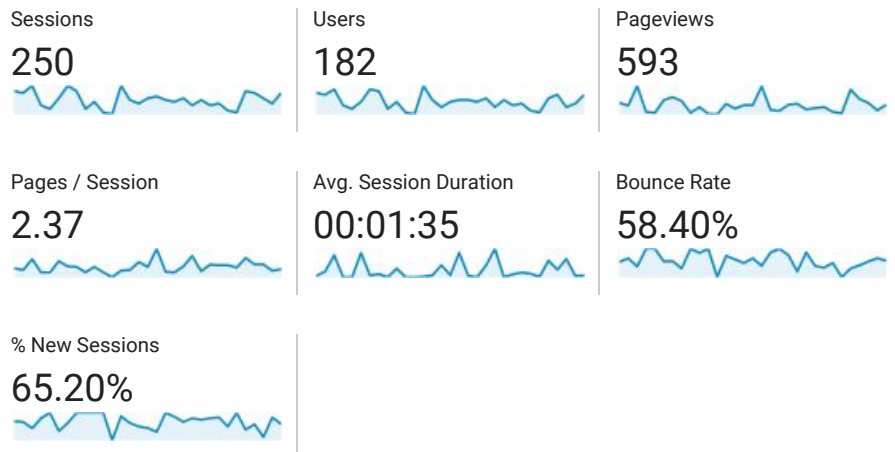 Sessions
250
Users
182
Pageviews
593
Pages / Session
2.37
Avg. Session Duration
00:01:35
Bounce Rate
58.40%
% New Sessions
65.20%